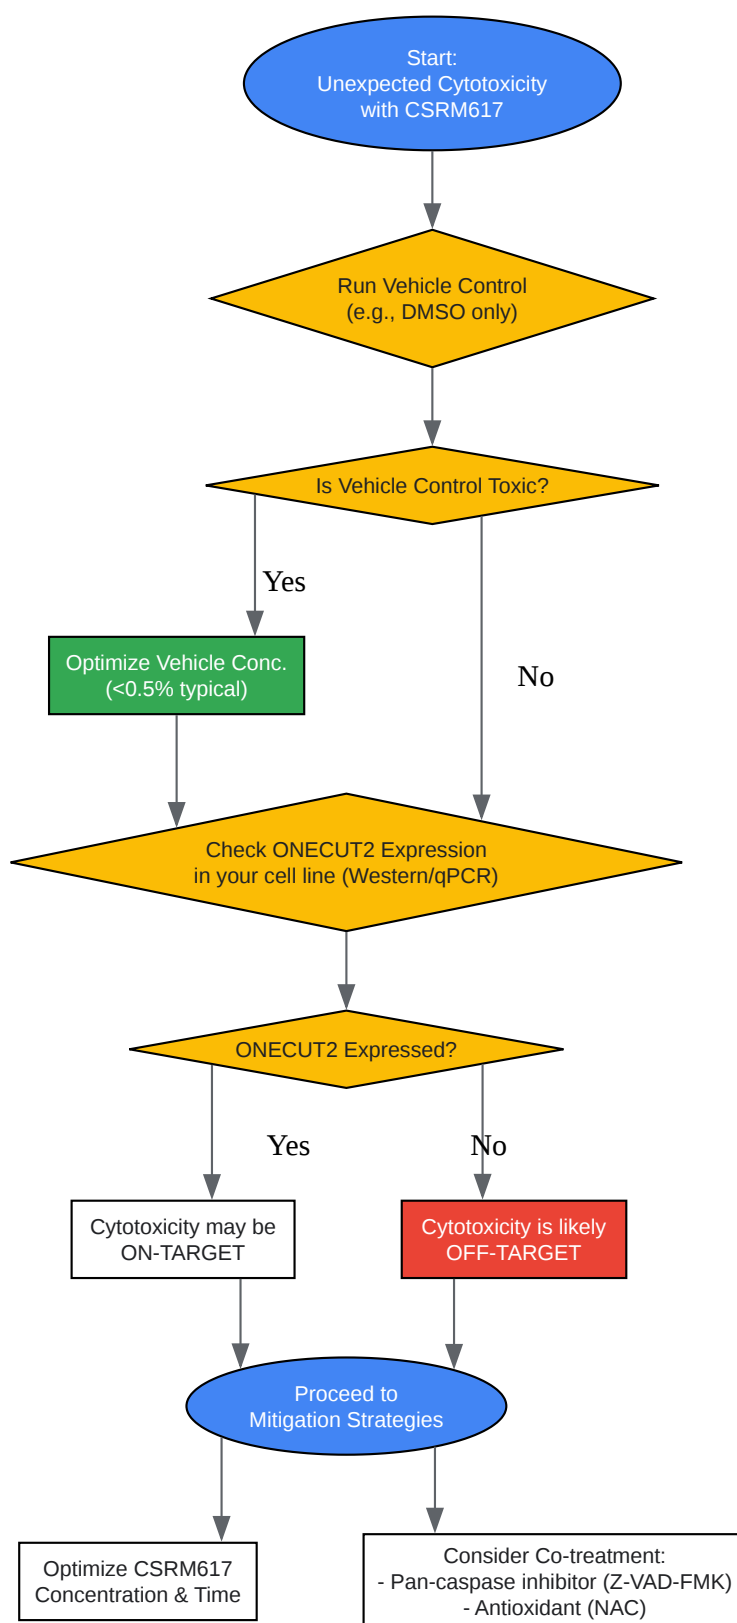 Start:
Unexpected Cytotoxicity
with CSRM617
Run Vehicle Control
(e.g., DMSO only)
Is Vehicle Control Toxic?
Yes
Optimize Vehicle Conc.
(<0.5% typical)
No
Check ONECUT2 Expression
in your cell line (Western/qPCR)
ONECUT2 Expressed?
Yes
No
Cytotoxicity may be
ON-TARGET
Cytotoxicity is likely
OFF-TARGET
Proceed to
Mitigation Strategies
Optimize CSRM617
Concentration & Time
Consider Co-treatment:
- Pan-caspase inhibitor (Z-VAD-FMK)
- Antioxidant (NAC)